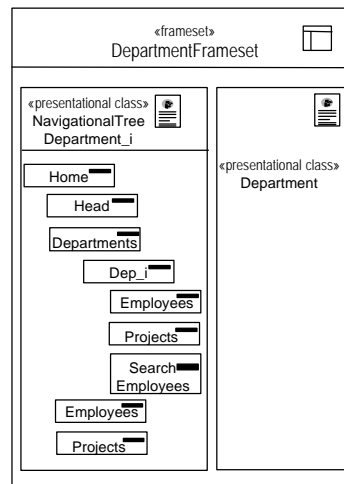 «frameset»
DepartmentFrameset
«presentational class»
NavigationalTree
Department_i
Home
Head
Departments
Dep_i
Employees
Projects
Search
Employees
Employees
Projects
«presentational class»
Department